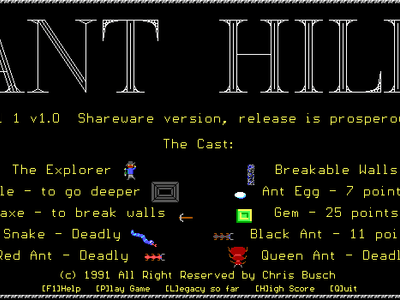 ANT HILL
1 v1.0 Shareware version, release is prosperou
The Cast:
The Explorer Breakable Walls
le - to go deeper Ant Egg - 7 point
axe - to break walls Gem - 25 points
Snake - Deadly Black Ant - 11 poi
Red Ant - Deadly Queen Ant - Deadly
(c) 1991 All Right Reserved by Chris Busch
[F1]Help [P]lay Game [L]egacy so far [H]igh Score [Q]uit